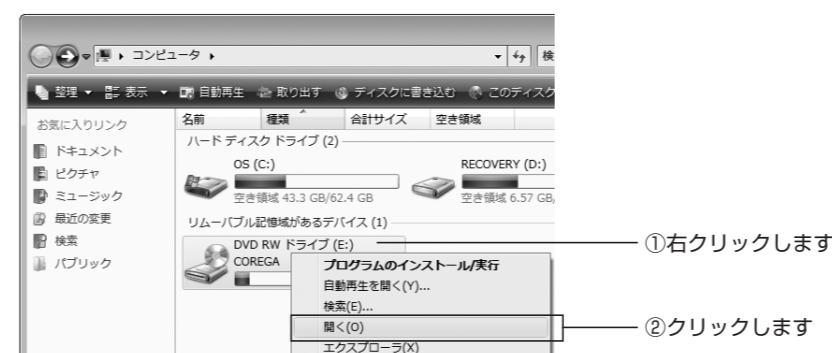 コンピュータ
検
整理 表示 自動再生 取り出す ディスクに書き込む このディスク
お気に入りリンク
ドキュメント
ピクチャ
ミュージック
最近の変更
検索
パブリック
名前 種類 合計サイズ 空き領域
ハード ディスク ドライブ (2)
OS (C:)
空き領域 43.3 GB/62.4 GB
RECOVERY (D:)
空き領域 6.57 GB/
リムーバブル記憶域があるデバイス (1)
DVD RW ドライブ (E:)
COREGA
プログラムのインストール/実行
自動再生を開く(Y)...
検索(E)...
開く(O)
エクスプローラ(X)
①右クリックします
②クリックします